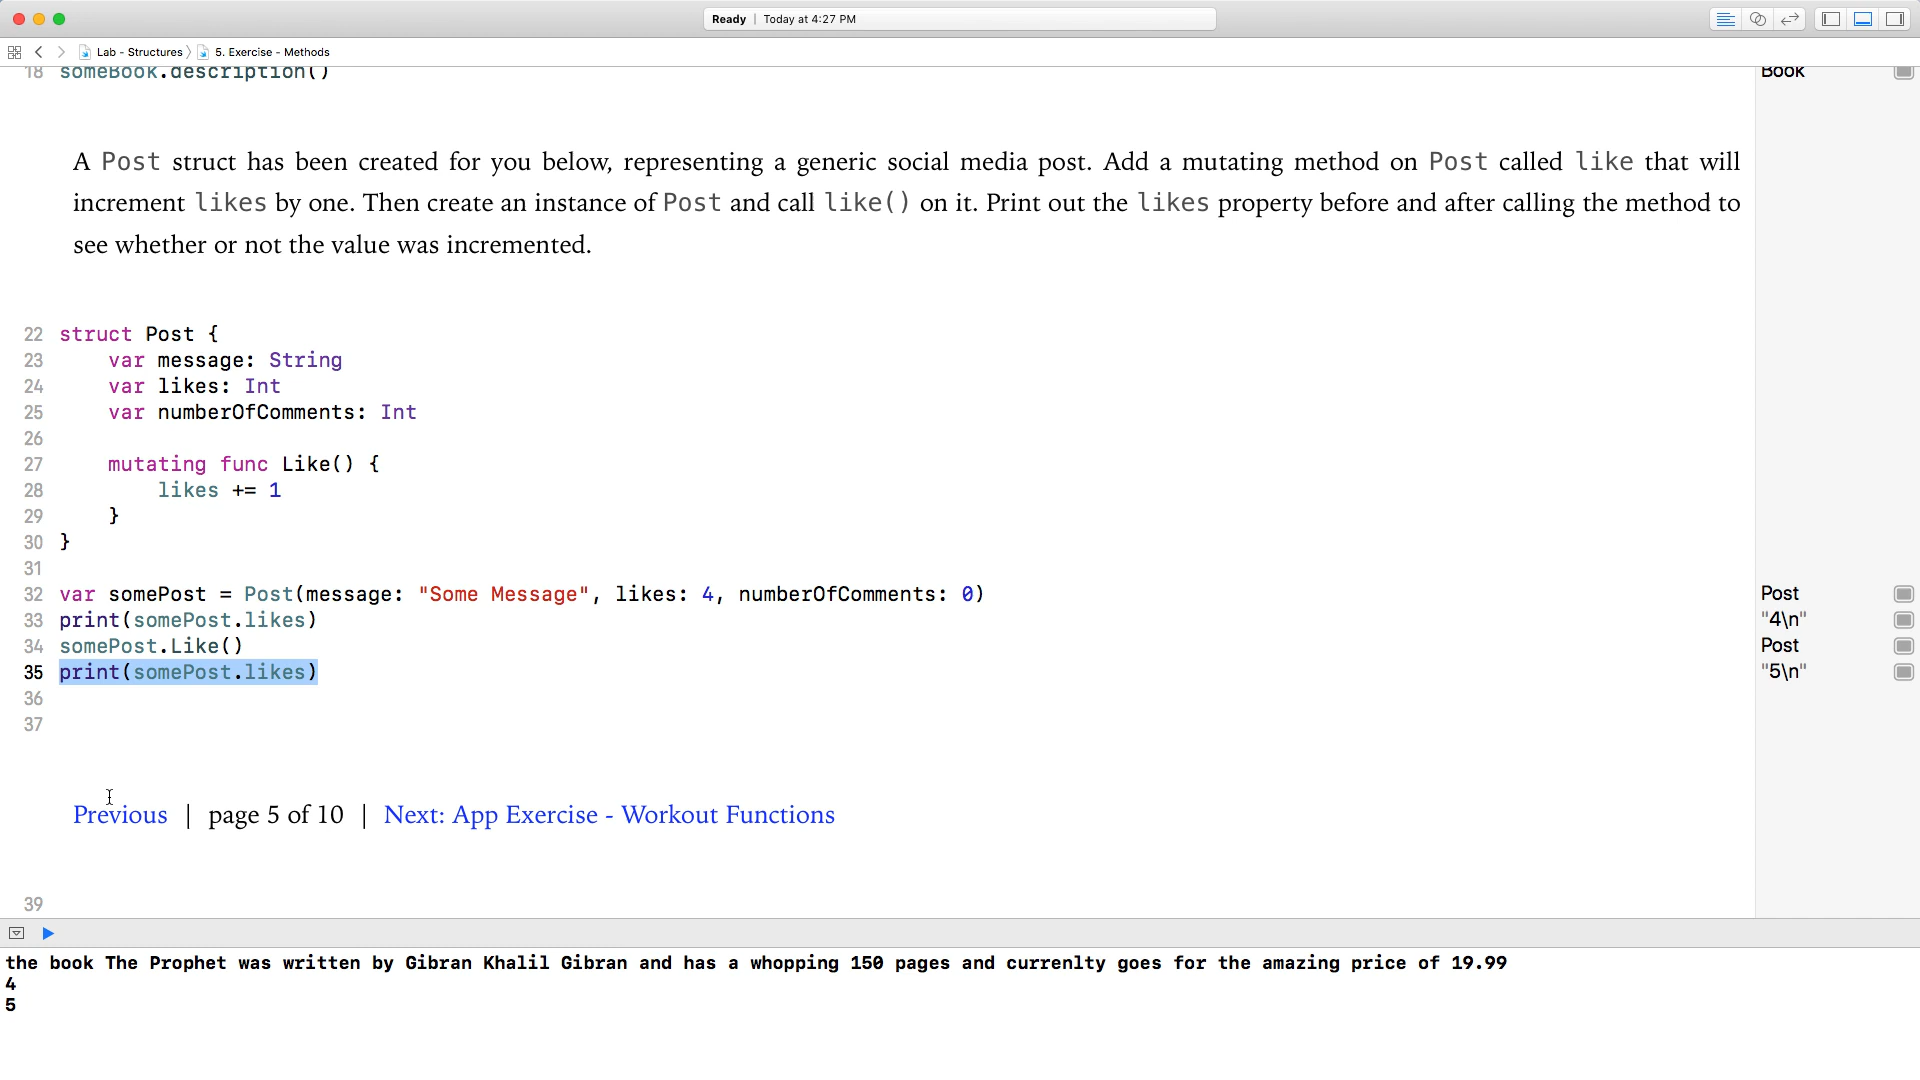 Ready | Today at 4:27 PM
Lab - Structures 〉 5. Exercise - Methods
18 someBook.description() Book
A Post struct has been created for you below, representing a generic social media post. Add a mutating method on Post called like that will
increment likes by one. Then create an instance of Post and call like() on it. Print out the likes property before and after calling the method to
see whether or not the value was incremented.
22 struct Post {
23     var message: String
24     var likes: Int
25     var numberOfComments: Int
26
27     mutating func Like() {
28         likes += 1
29     }
30 }
31
32 var somePost = Post(message: "Some Message", likes: 4, numberOfComments: 0) Post
33 print(somePost.likes) "4\n"
34 somePost.Like() Post
35 print(somePost.likes) "5\n"
36
37
Previous | page 5 of 10 | Next: App Exercise - Workout Functions
39
the book The Prophet was written by Gibran Khalil Gibran and has a whopping 150 pages and currenlty goes for the amazing price of 19.99
4
5